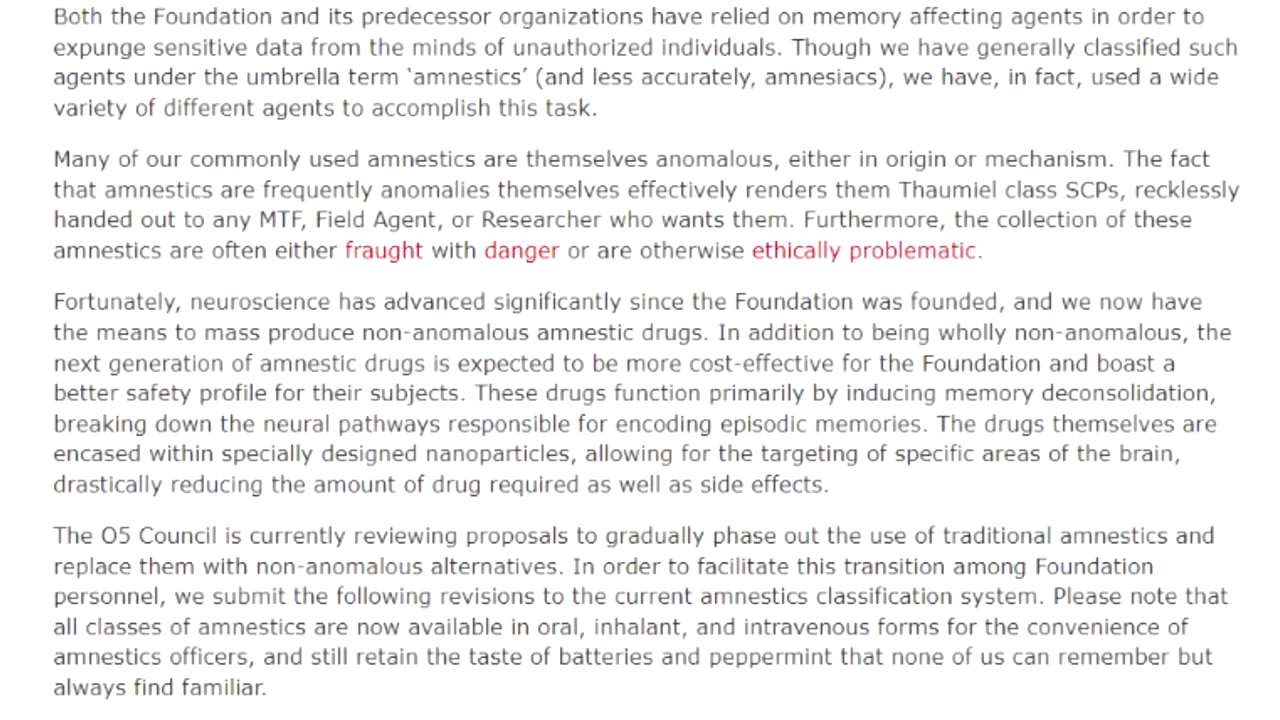 Both the Foundation and its predecessor organizations have relied on memory affecting agents in order to
expunge sensitive data from the minds of unauthorized individuals. Though we have generally classified such
agents under the umbrella term ‘amnestics’ (and less accurately, amnesiacs), we have, in fact, used a wide
variety of different agents to accomplish this task.
Many of our commonly used amnestics are themselves anomalous, either in origin or mechanism. The fact
that amnestics are frequently anomalies themselves effectively renders them Thaumiel class SCPs, recklessly
handed out to any MTF, Field Agent, or Researcher who wants them. Furthermore, the collection of these
amnestics are often either fraught with danger or are otherwise ethically problematic.
Fortunately, neuroscience has advanced significantly since the Foundation was founded, and we now have
the means to mass produce non-anomalous amnestic drugs. In addition to being wholly non-anomalous, the
next generation of amnestic drugs is expected to be more cost-effective for the Foundation and boast a
better safety profile for their subjects. These drugs function primarily by inducing memory deconsolidation,
breaking down the neural pathways responsible for encoding episodic memories. The drugs themselves are
encased within specially designed nanoparticles, allowing for the targeting of specific areas of the brain,
drastically reducing the amount of drug required as well as side effects.
The O5 Council is currently reviewing proposals to gradually phase out the use of traditional amnestics and
replace them with non-anomalous alternatives. In order to facilitate this transition among Foundation
personnel, we submit the following revisions to the current amnestics classification system. Please note that
all classes of amnestics are now available in oral, inhalant, and intravenous forms for the convenience of
amnestics officers, and still retain the taste of batteries and peppermint that none of us can remember but
always find familiar.